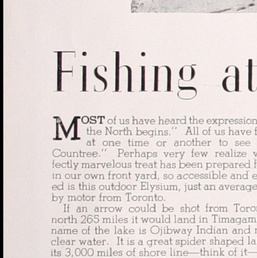 Fishing at
MOST of us have heard the expression
the North begins." All of us have f
at one time or another to see
Countree." Perhaps very few realize v
fectly marvelous treat has been prepared f
in our own front yard, so accessible and e
ed is this outdoor Elysium, just an average
by motor from Toronto.
If an arrow could be shot from Toro
north 265 miles it would land in Timagam
name of the lake is Ojibway Indian and r
clear water. It is a great spider shaped la
its 3,000 miles of shore line—think of it—